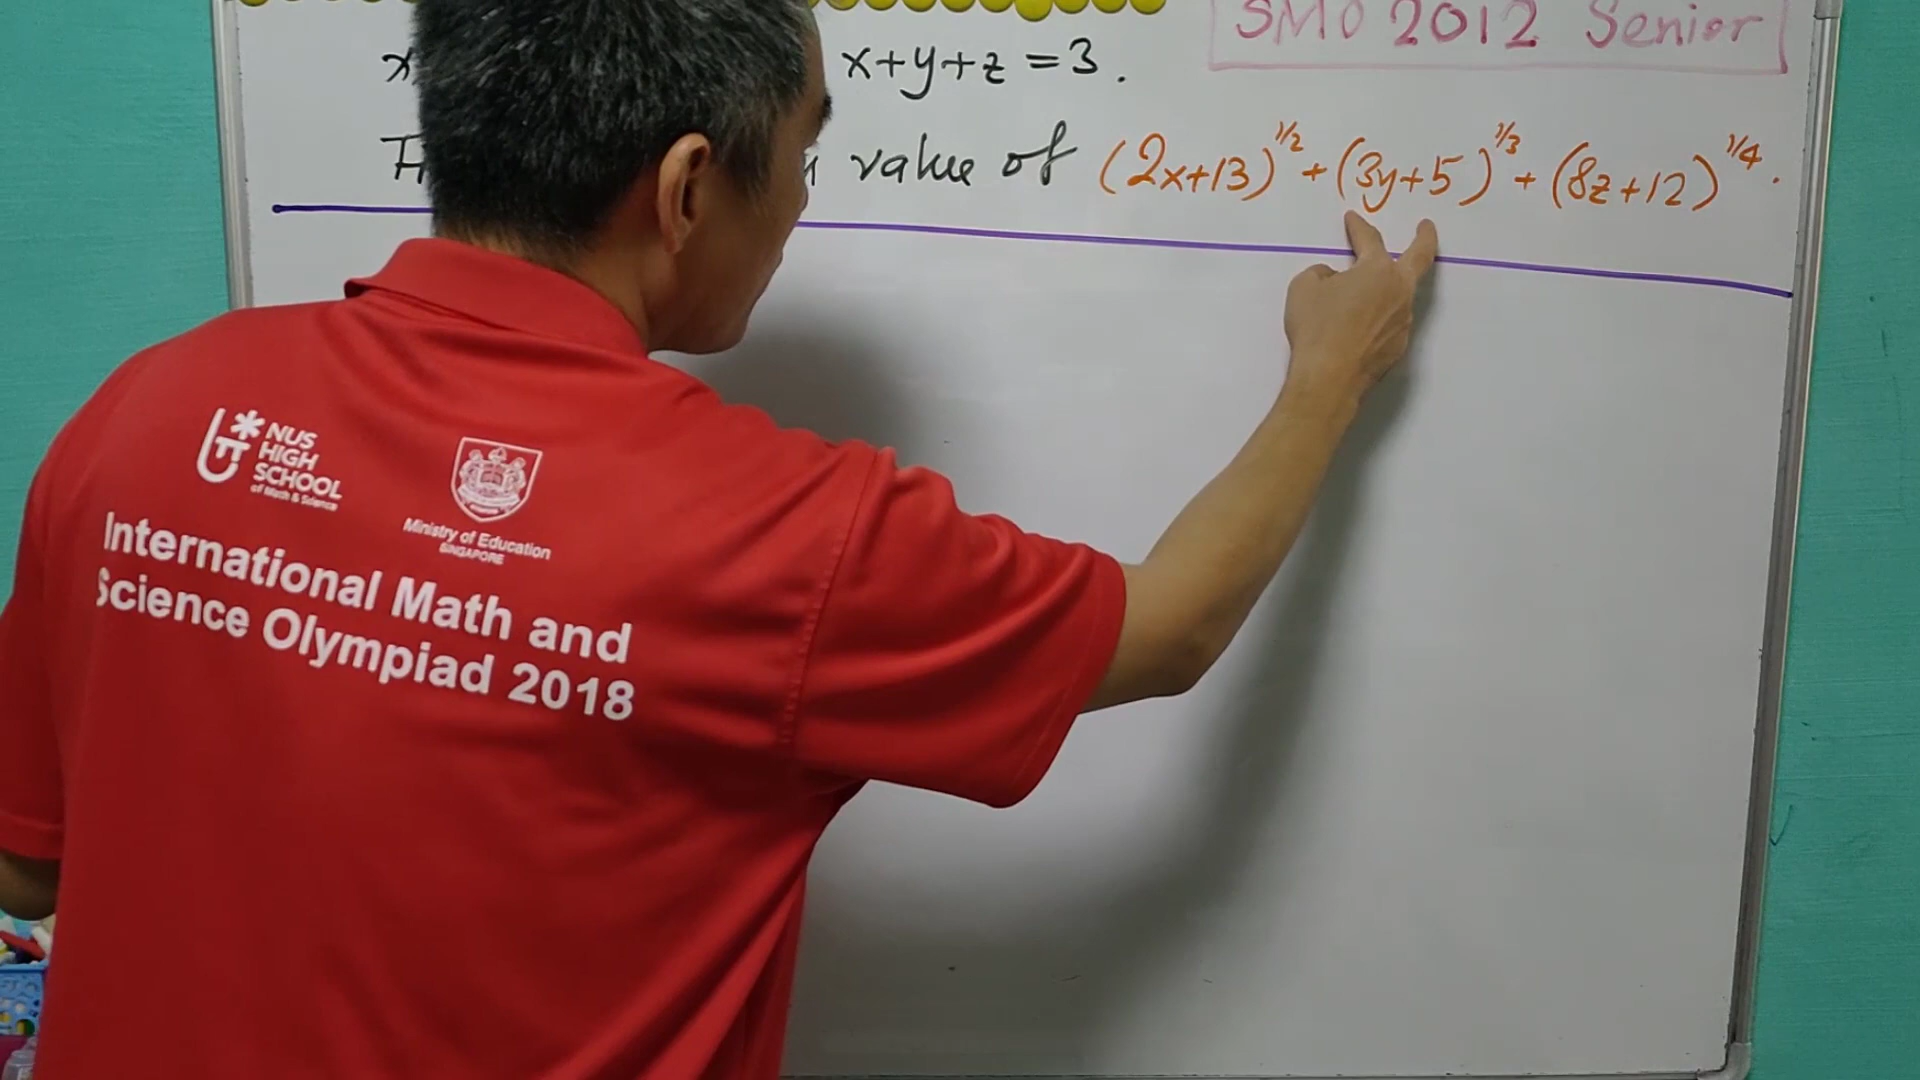 SMO 2012 Senior
x x+y+z=3.
value of (2x+13)^1/2 + (3y+5)^1/3 + (8z+12)^1/4.
NUS
HIGH
SCHOOL
of Math & Science
Ministry of Education
SINGAPORE
International Math and
Science Olympiad 2018